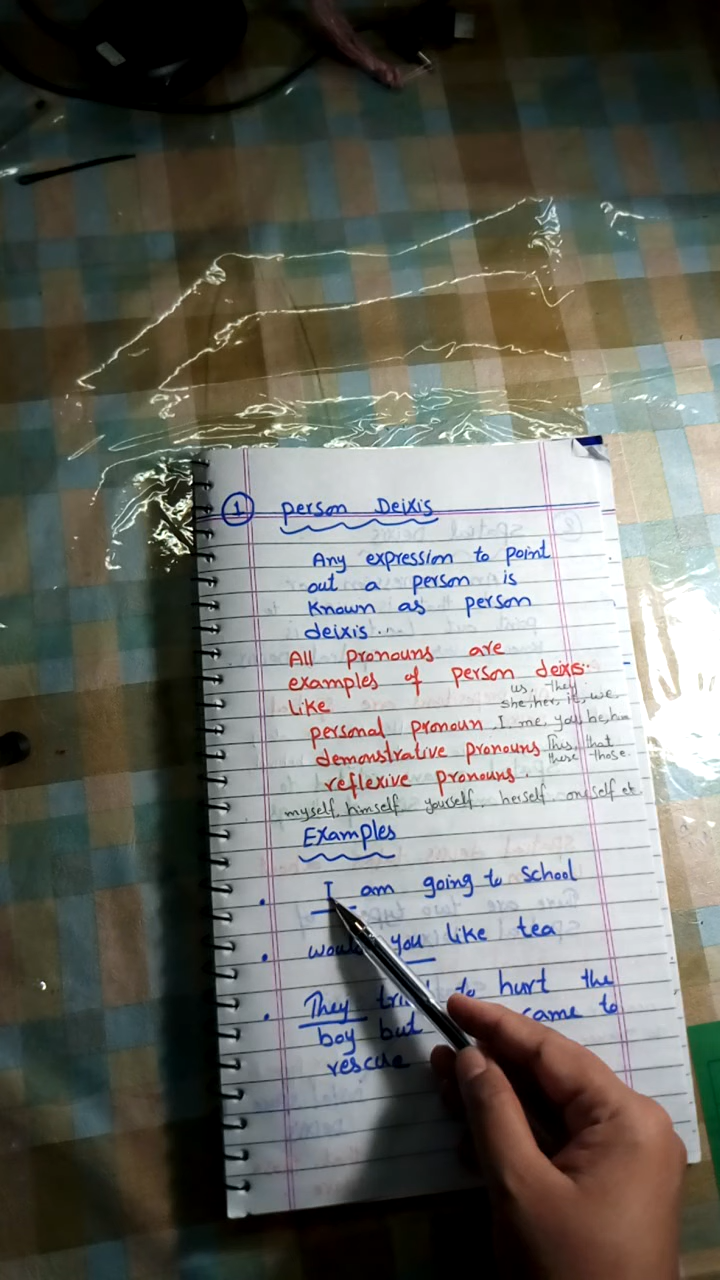 1 person Deixis
Any expression to point
out a person is
known as person
deixis.
All pronouns are
examples of person deixs.
like us, they
she, her, it, we
personal pronoun I, me, you, he, him
demonstrative pronouns This, that
these those
reflexive pronouns.
myself, himself, yourself, herself, oneself etc
Examples
• I am going to school
• would you like tea
• They to hurt the
boy but came to
rescue